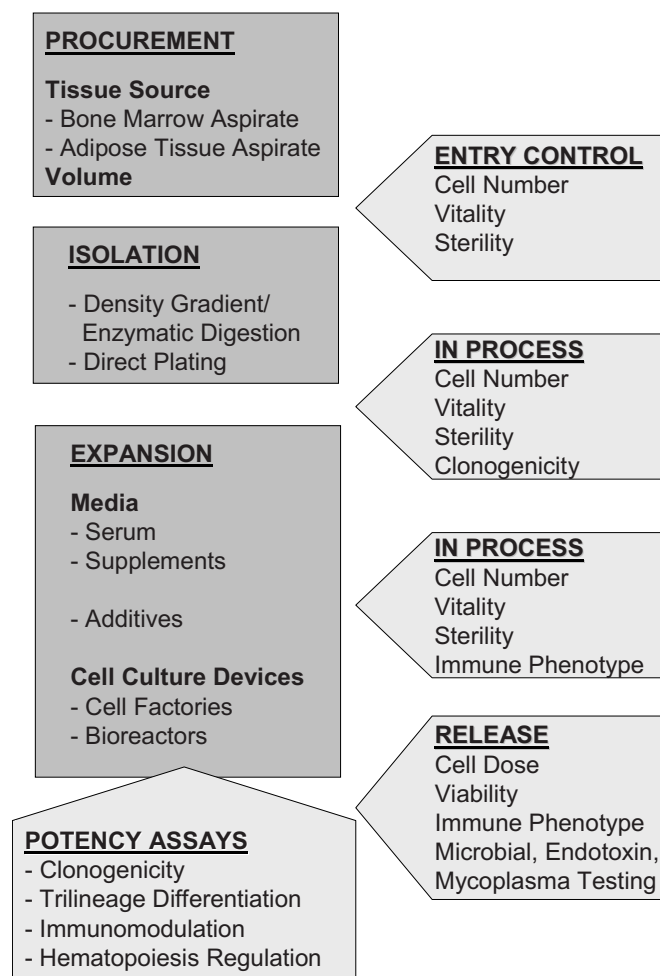 PROCUREMENT
Tissue Source
- Bone Marrow Aspirate
- Adipose Tissue Aspirate
Volume
ENTRY CONTROL
Cell Number
Vitality
Sterility
ISOLATION
- Density Gradient/
Enzymatic Digestion
- Direct Plating
IN PROCESS
Cell Number
Vitality
Sterility
Clonogenicity
EXPANSION
Media
- Serum
- Supplements
- Additives
Cell Culture Devices
- Cell Factories
- Bioreactors
IN PROCESS
Cell Number
Vitality
Sterility
Immune Phenotype
RELEASE
Cell Dose
Viability
Immune Phenotype
Microbial, Endotoxin,
Mycoplasma Testing
POTENCY ASSAYS
- Clonogenicity
- Trilineage Differentiation
- Immunomodulation
- Hematopoiesis Regulation